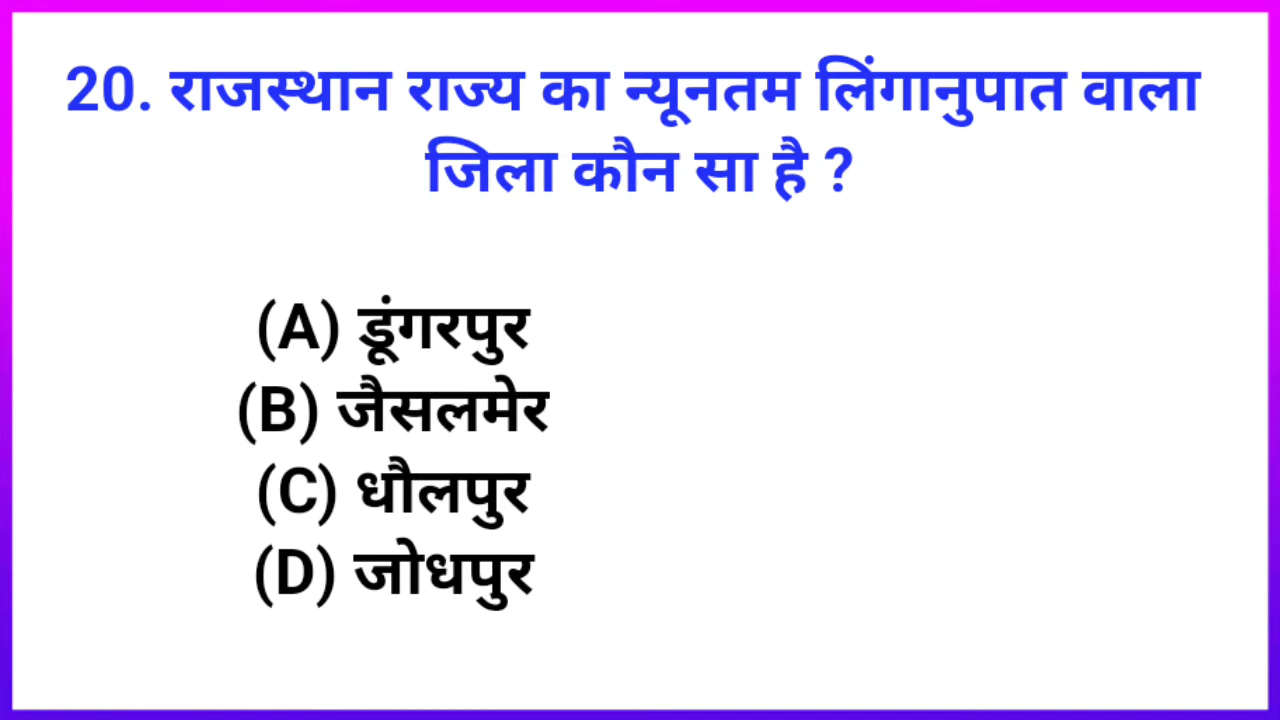 20. राजस्थान राज्य का न्यूनतम लिंगानुपात वाला
जिला कौन सा है ?
(A) डूंगरपुर
(B) जैसलमेर
(C) धौलपुर
(D) जोधपुर